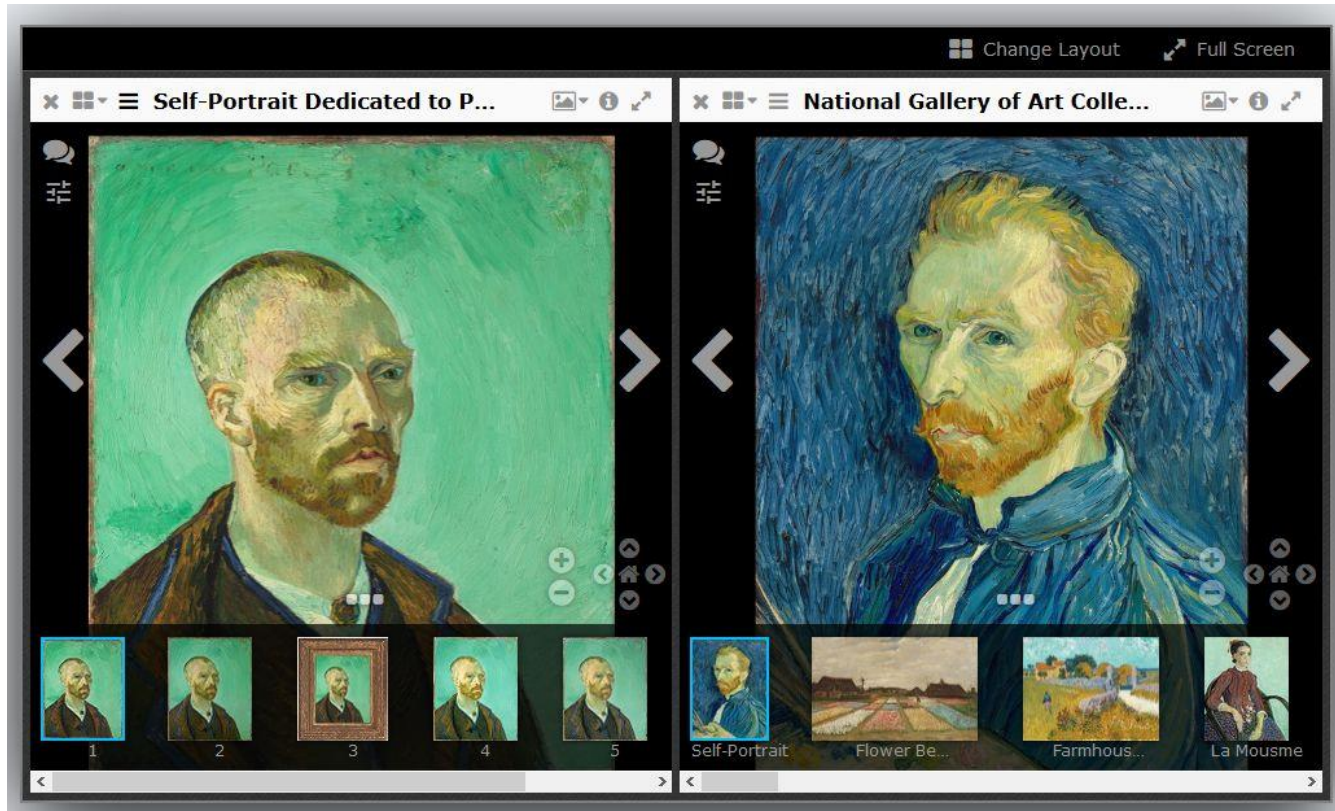 Change Layout Full Screen
Self-Portrait Dedicated to P...
National Gallery of Art Colle...
1 2 3 4 5
Self-Portrait Flower Be... Farmhous... La Mousme